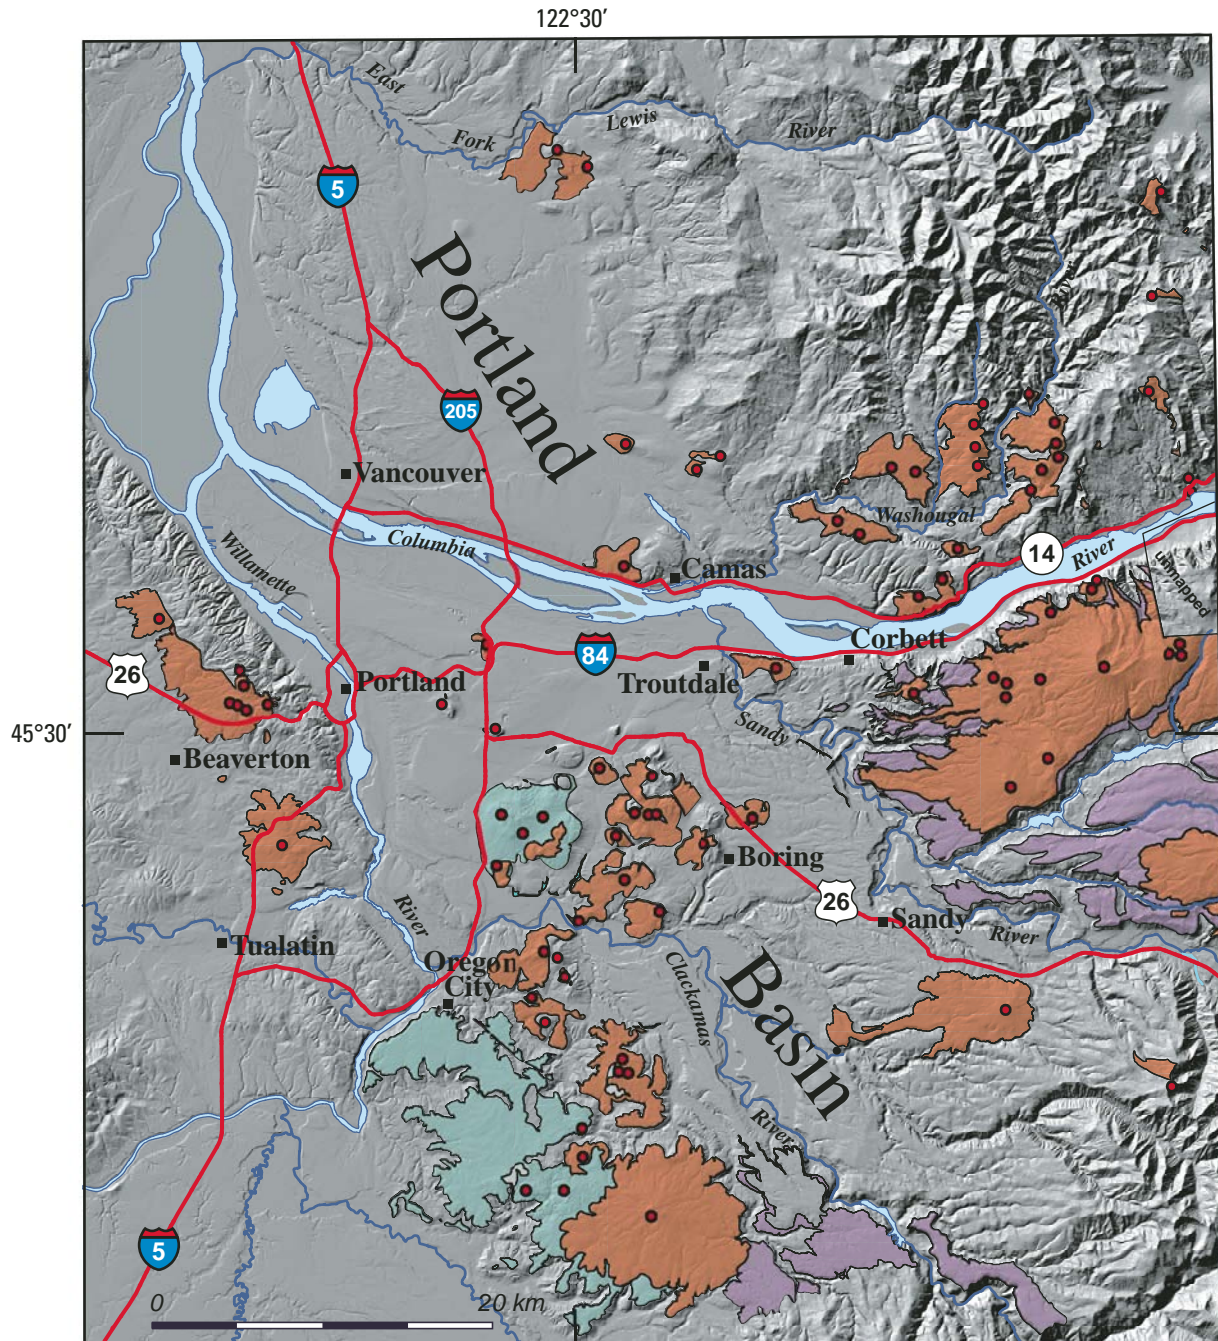 122°30'
East
Fork
Lewis
River
5
Portland
River
205
Vancouver
Columbia
Washougal
14
River
unmapped
Willamette
Camas
Corbett
84
26
Portland
Troutdale
Sandy
45°30'
Beaverton
Boring
26
Sandy
River
River
Tualatin
Oregon
City
Clackamas
Basin
River
5
0
20 km